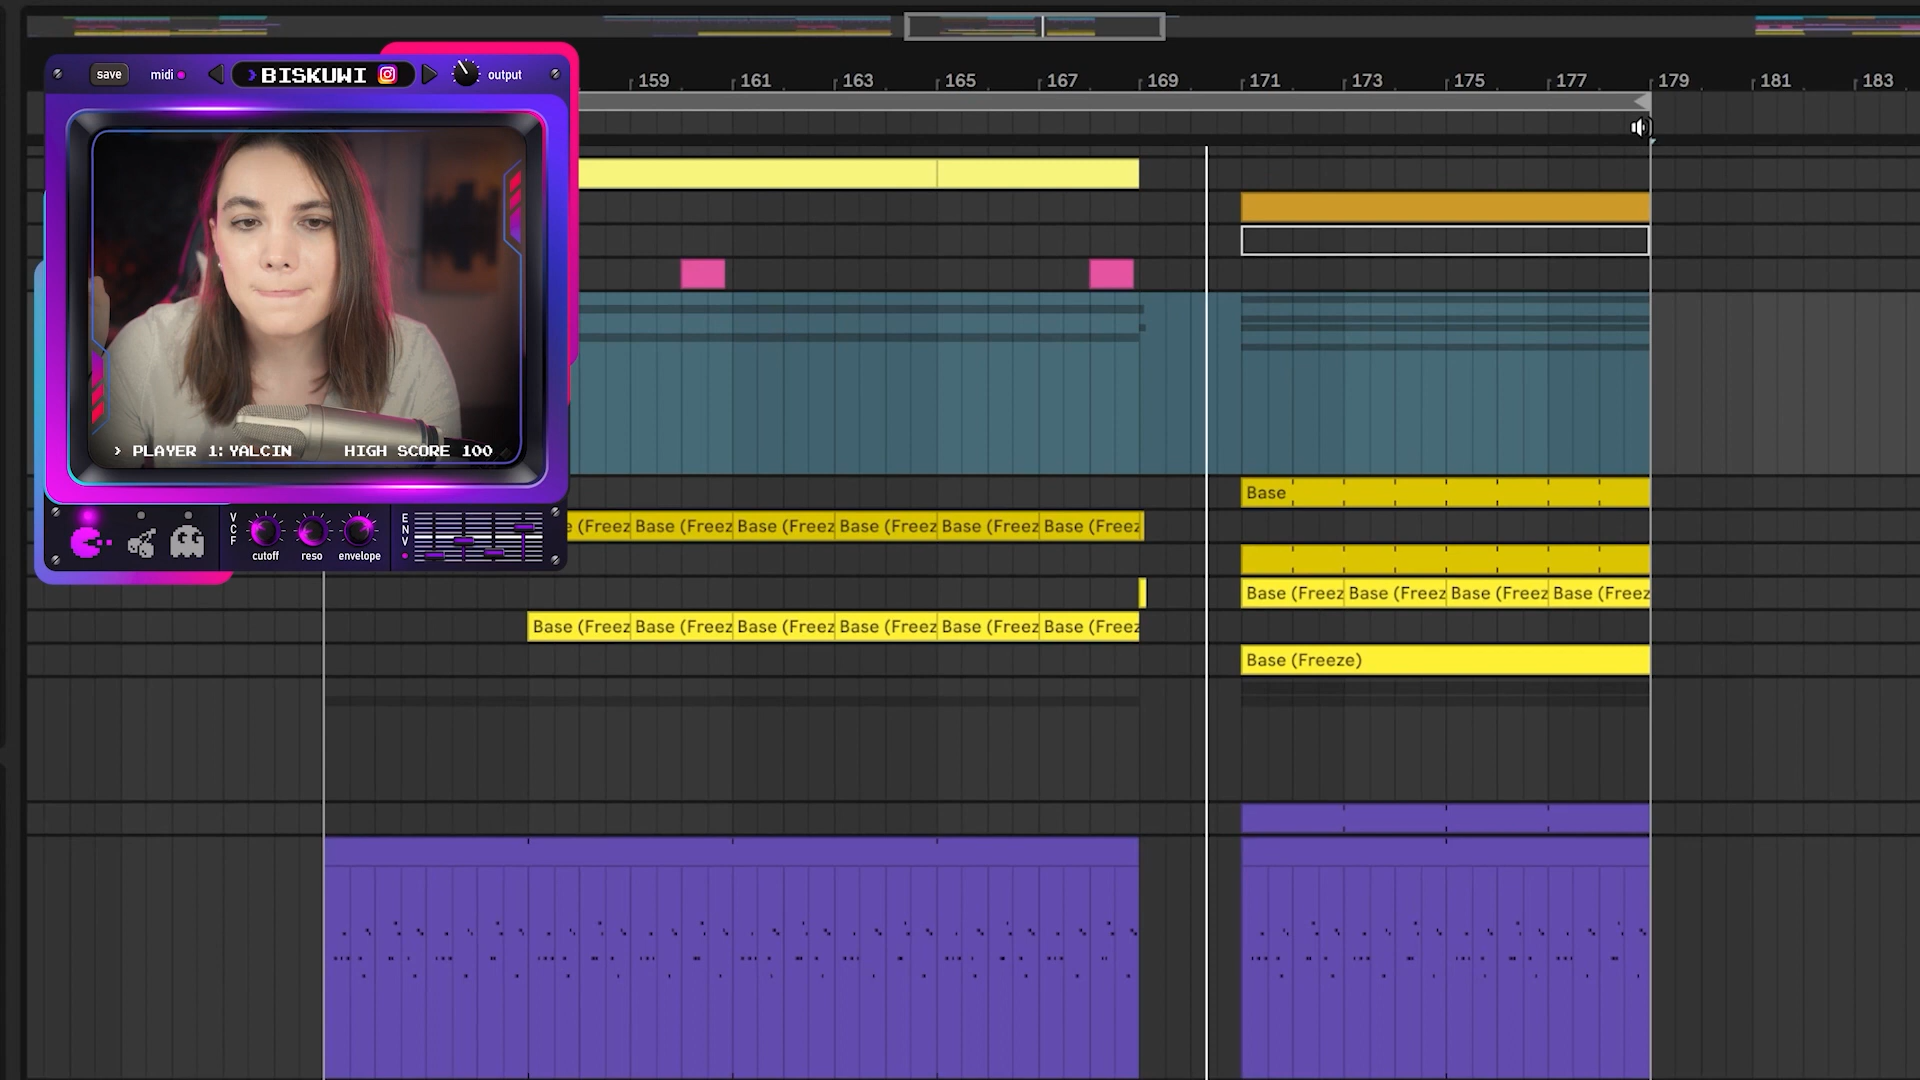 save midi BISKUWI output
159 161 163 165 167 169 171 173 175 177 179 181 183
PLAYER 1: YALCIN HIGH SCORE 100
Base
VCF cutoff reso envelope ENV
e (Freez Base (Freez Base (Freez Base (Freez Base (Freez Base (Freez
Base (Freez Base (Freez Base (Freez Base (Freez
Base (Freez Base (Freez Base (Freez Base (Freez Base (Freez Base (Freez
Base (Freeze)